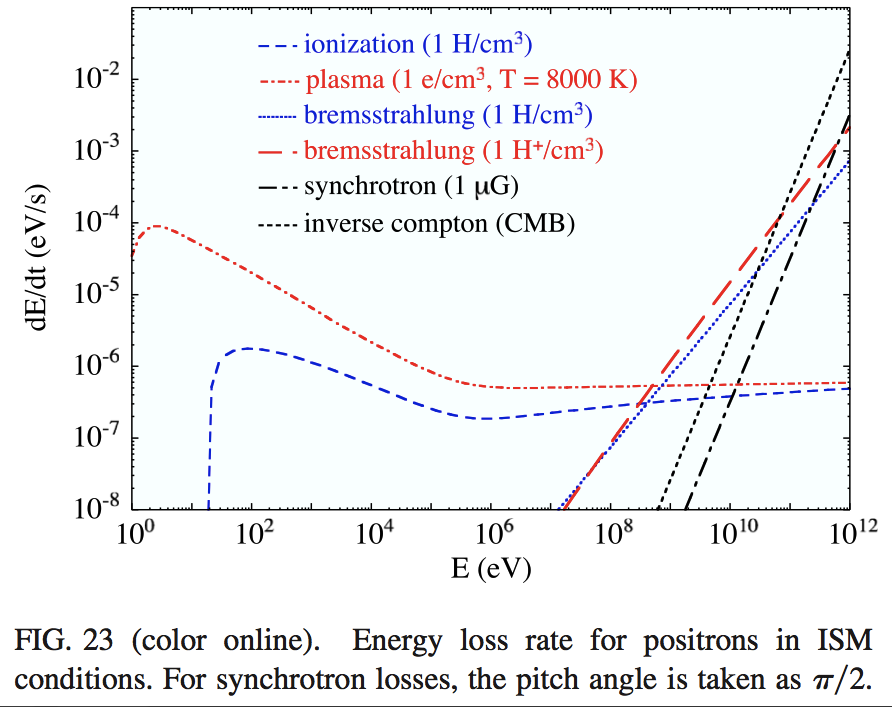 ionization (1 H/cm³)
plasma (1 e/cm³, T = 8000 K)
bremsstrahlung (1 H/cm³)
bremsstrahlung (1 H⁺/cm³)
synchrotron (1 μG)
inverse compton (CMB)
dE/dt (eV/s)
10⁻²
10⁻³
10⁻⁴
10⁻⁵
10⁻⁶
10⁻⁷
10⁻⁸
10⁰ 10² 10⁴ 10⁶ 10⁸ 10¹⁰ 10¹²
E (eV)
FIG. 23 (color online). Energy loss rate for positrons in ISM
conditions. For synchrotron losses, the pitch angle is taken as π/2.